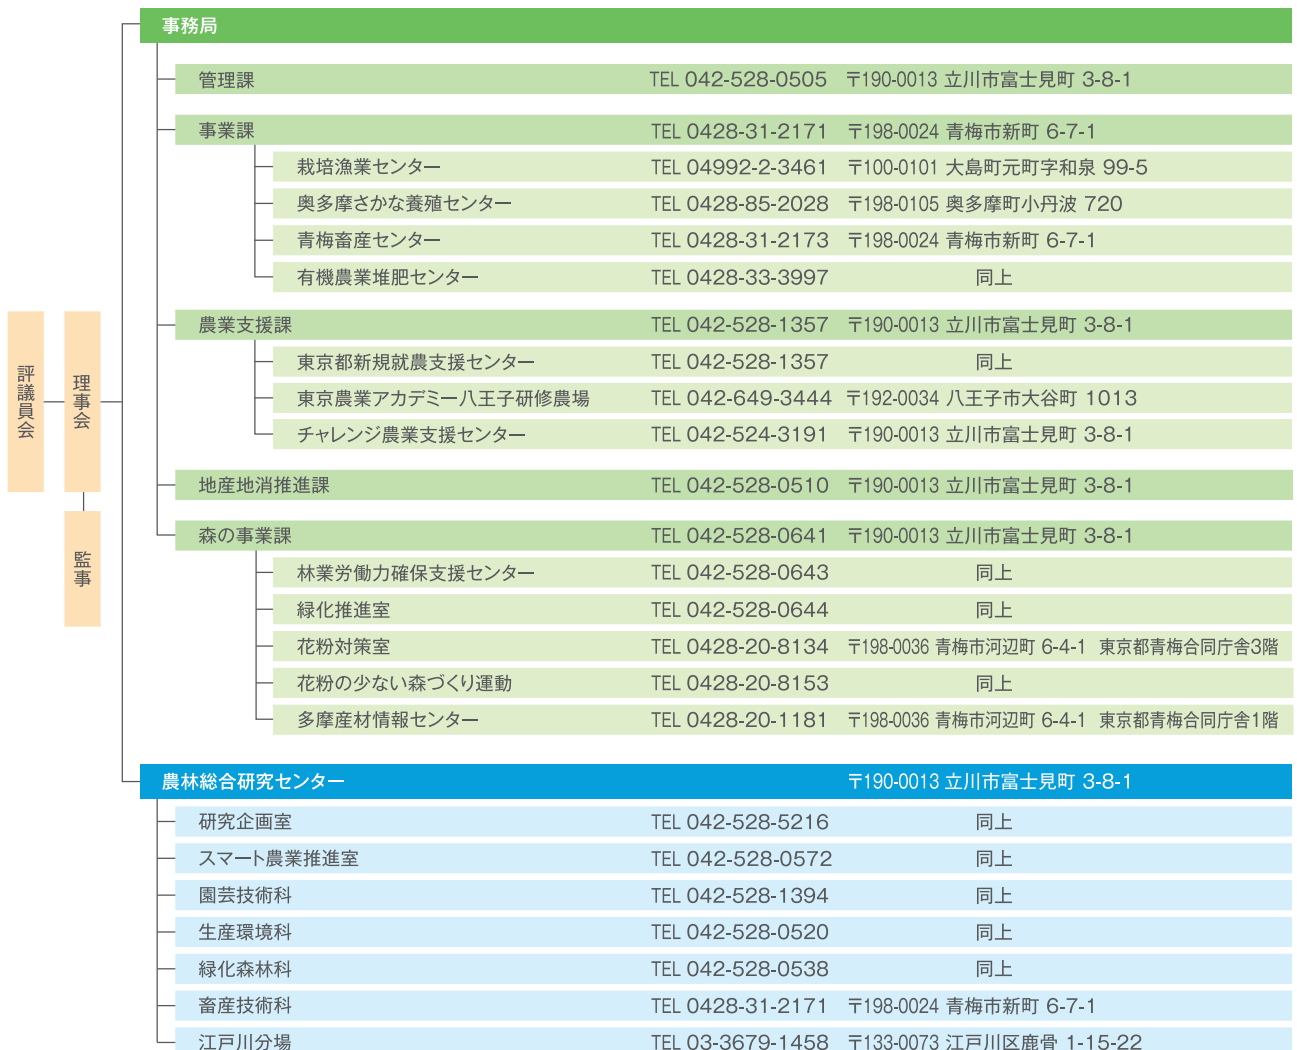 評議員会
理事会
監事
事務局
管理課 TEL 042-528-0505 〒190-0013 立川市富士見町 3-8-1
事業課 TEL 0428-31-2171 〒198-0024 青梅市新町 6-7-1
栽培漁業センター TEL 04992-2-3461 〒100-0101 大島町元町字和泉 99-5
奥多摩さかな養殖センター TEL 0428-85-2028 〒198-0105 奥多摩町小丹波 720
青梅畜産センター TEL 0428-31-2173 〒198-0024 青梅市新町 6-7-1
有機農業堆肥センター TEL 0428-33-3997 同上
農業支援課 TEL 042-528-1357 〒190-0013 立川市富士見町 3-8-1
東京都新規就農支援センター TEL 042-528-1357 同上
東京農業アカデミー八王子研修農場 TEL 042-649-3444 〒192-0034 八王子市大谷町 1013
チャレンジ農業支援センター TEL 042-524-3191 〒190-0013 立川市富士見町 3-8-1
地産地消推進課 TEL 042-528-0510 〒190-0013 立川市富士見町 3-8-1
森の事業課 TEL 042-528-0641 〒190-0013 立川市富士見町 3-8-1
林業労働力確保支援センター TEL 042-528-0643 同上
緑化推進室 TEL 042-528-0644 同上
花粉対策室 TEL 0428-20-8134 〒198-0036 青梅市河辺町 6-4-1 東京都青梅合同庁舎3階
花粉の少ない森づくり運動 TEL 0428-20-8153 同上
多摩産材情報センター TEL 0428-20-1181 〒198-0036 青梅市河辺町 6-4-1 東京都青梅合同庁舎1階
農林総合研究センター 〒190-0013 立川市富士見町 3-8-1
研究企画室 TEL 042-528-5216 同上
スマート農業推進室 TEL 042-528-0572 同上
園芸技術科 TEL 042-528-1394 同上
生産環境科 TEL 042-528-0520 同上
緑化森林科 TEL 042-528-0538 同上
畜産技術科 TEL 0428-31-2171 〒198-0024 青梅市新町 6-7-1
江戸川分場 TEL 03-3679-1458 〒133-0073 江戸川区鹿骨 1-15-22